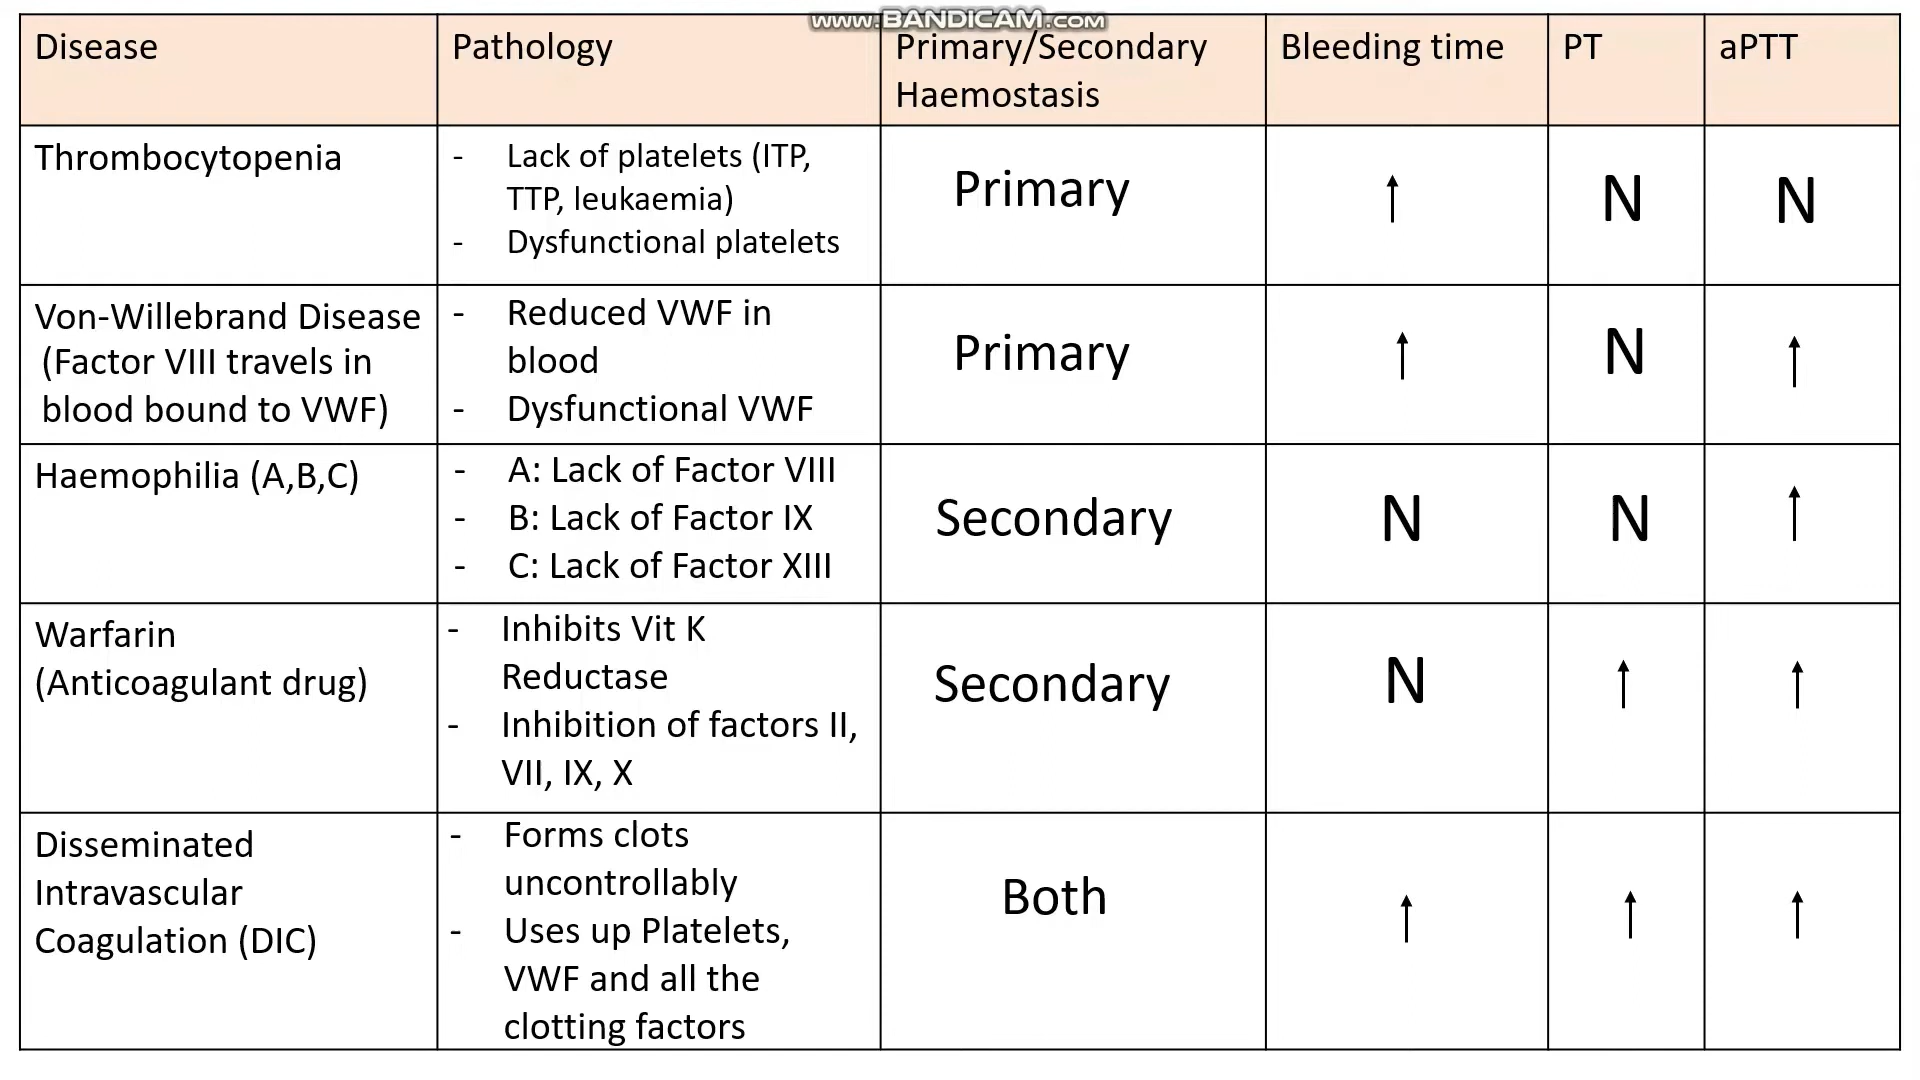 www.BANDICAM.com
Disease
Pathology
Primary/Secondary
Haemostasis
Bleeding time
PT
aPTT
Thrombocytopenia
- Lack of platelets (ITP,
TTP, leukaemia)
- Dysfunctional platelets
Primary
↑
N
N
Von-Willebrand Disease
(Factor VIII travels in
blood bound to VWF)
- Reduced VWF in
blood
- Dysfunctional VWF
Primary
↑
N
↑
Haemophilia (A,B,C)
- A: Lack of Factor VIII
- B: Lack of Factor IX
- C: Lack of Factor XIII
Secondary
N
N
↑
Warfarin
(Anticoagulant drug)
- Inhibits Vit K
Reductase
- Inhibition of factors II,
VII, IX, X
Secondary
N
↑
↑
Disseminated
Intravascular
Coagulation (DIC)
- Forms clots
uncontrollably
- Uses up Platelets,
VWF and all the
clotting factors
Both
↑
↑
↑